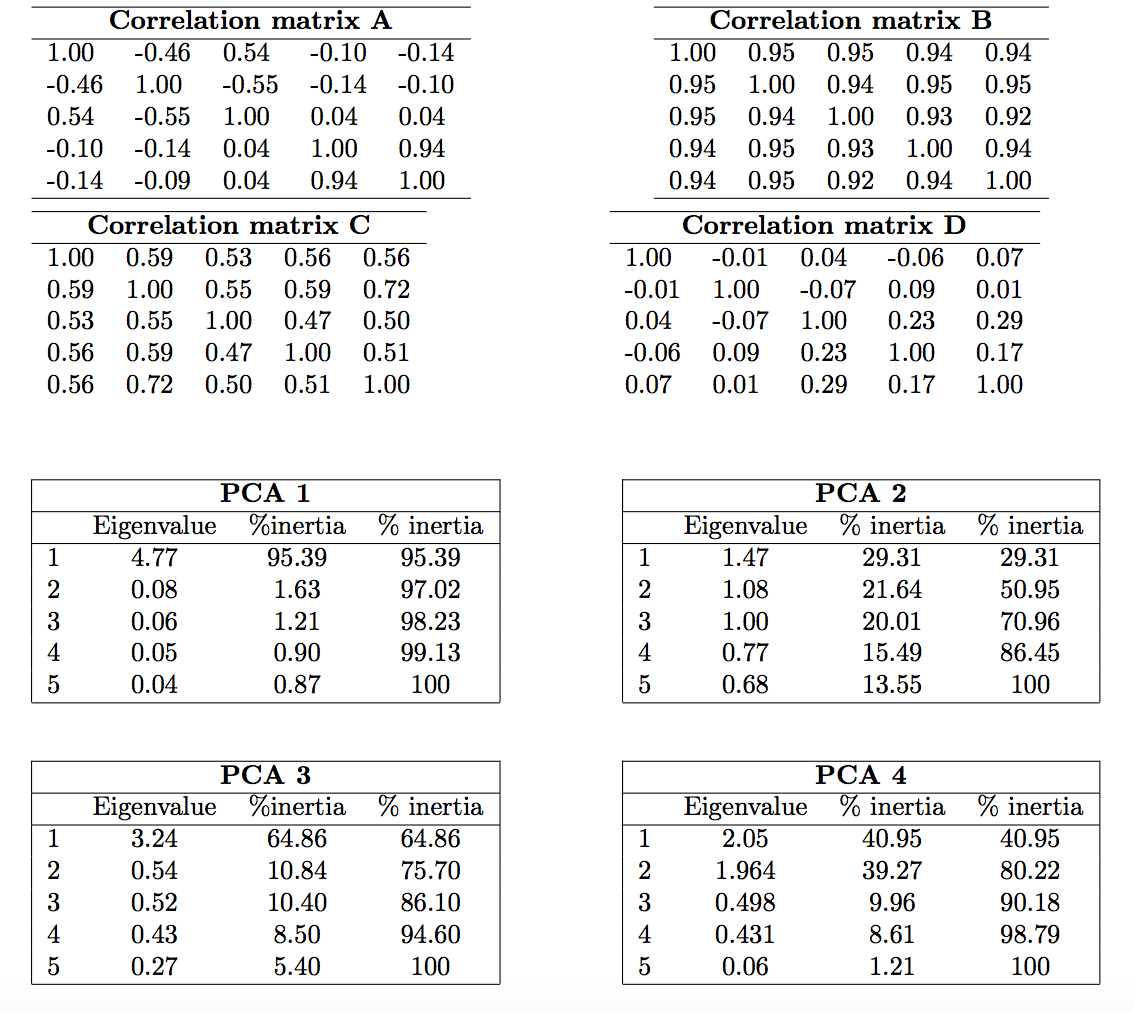 Correlation matrix A
1.00 -0.46 0.54 -0.10 -0.14
-0.46 1.00 -0.55 -0.14 -0.10
0.54 -0.55 1.00 0.04 0.04
-0.10 -0.14 0.04 1.00 0.94
-0.14 -0.09 0.04 0.94 1.00
Correlation matrix B
1.00 0.95 0.95 0.94 0.94
0.95 1.00 0.94 0.95 0.95
0.95 0.94 1.00 0.93 0.92
0.94 0.95 0.93 1.00 0.94
0.94 0.95 0.92 0.94 1.00
Correlation matrix C
1.00 0.59 0.53 0.56 0.56
0.59 1.00 0.55 0.59 0.72
0.53 0.55 1.00 0.47 0.50
0.56 0.59 0.47 1.00 0.51
0.56 0.72 0.50 0.51 1.00
Correlation matrix D
1.00 -0.01 0.04 -0.06 0.07
-0.01 1.00 -0.07 0.09 0.01
0.04 -0.07 1.00 0.23 0.29
-0.06 0.09 0.23 1.00 0.17
0.07 0.01 0.29 0.17 1.00
PCA 1
Eigenvalue %inertia % inertia
1 4.77 95.39 95.39
2 0.08 1.63 97.02
3 0.06 1.21 98.23
4 0.05 0.90 99.13
5 0.04 0.87 100
PCA 2
Eigenvalue % inertia % inertia
1 1.47 29.31 29.31
2 1.08 21.64 50.95
3 1.00 20.01 70.96
4 0.77 15.49 86.45
5 0.68 13.55 100
PCA 3
Eigenvalue %inertia % inertia
1 3.24 64.86 64.86
2 0.54 10.84 75.70
3 0.52 10.40 86.10
4 0.43 8.50 94.60
5 0.27 5.40 100
PCA 4
Eigenvalue % inertia % inertia
1 2.05 40.95 40.95
2 1.964 39.27 80.22
3 0.498 9.96 90.18
4 0.431 8.61 98.79
5 0.06 1.21 100